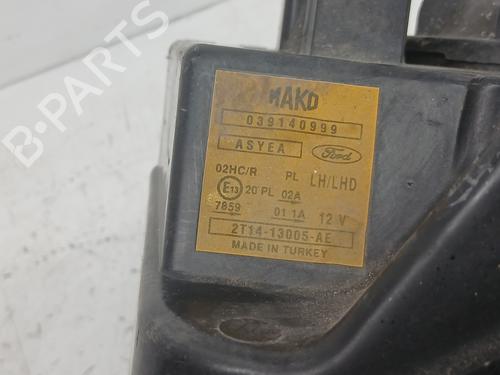 MAKO
039140999
ASYEA Ford
02HC/R PL LH/LHD
E13 20 PL 02A
7859 01 1A 12 V
2T14-13005-AE
MADE IN TURKEY
B-PARTS